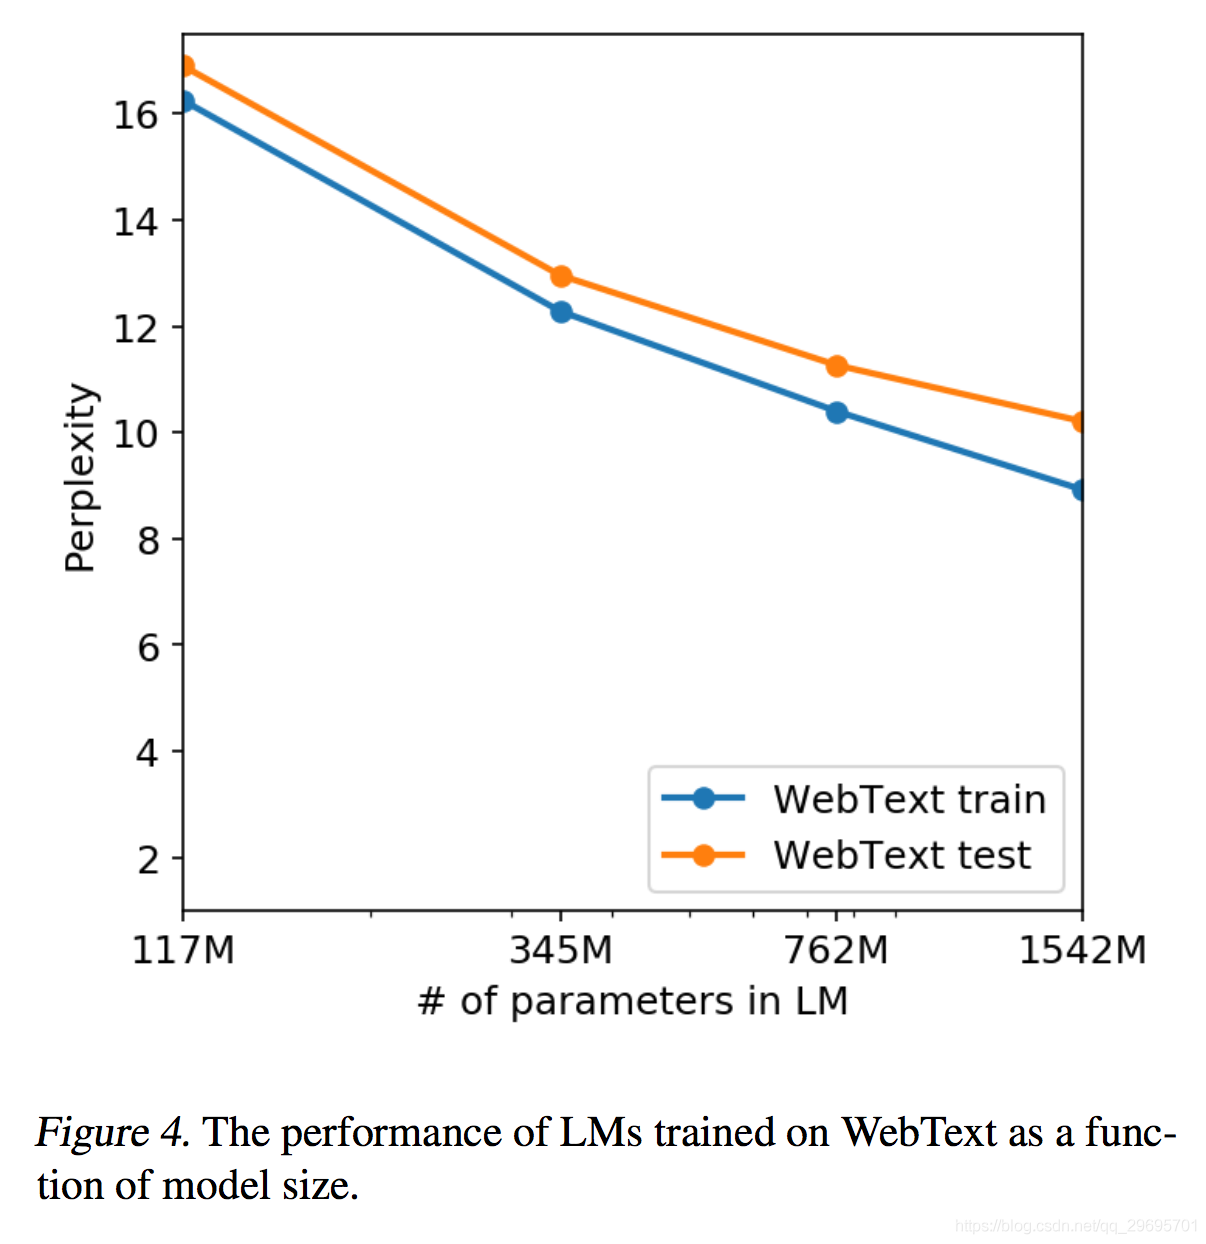 16
14
12
10
8
6
4
2
Perplexity
WebText train
WebText test
117M 345M 762M 1542M
# of parameters in LM
Figure 4. The performance of LMs trained on WebText as a func-
tion of model size.
https://blog.csdn.net/qq_29695701